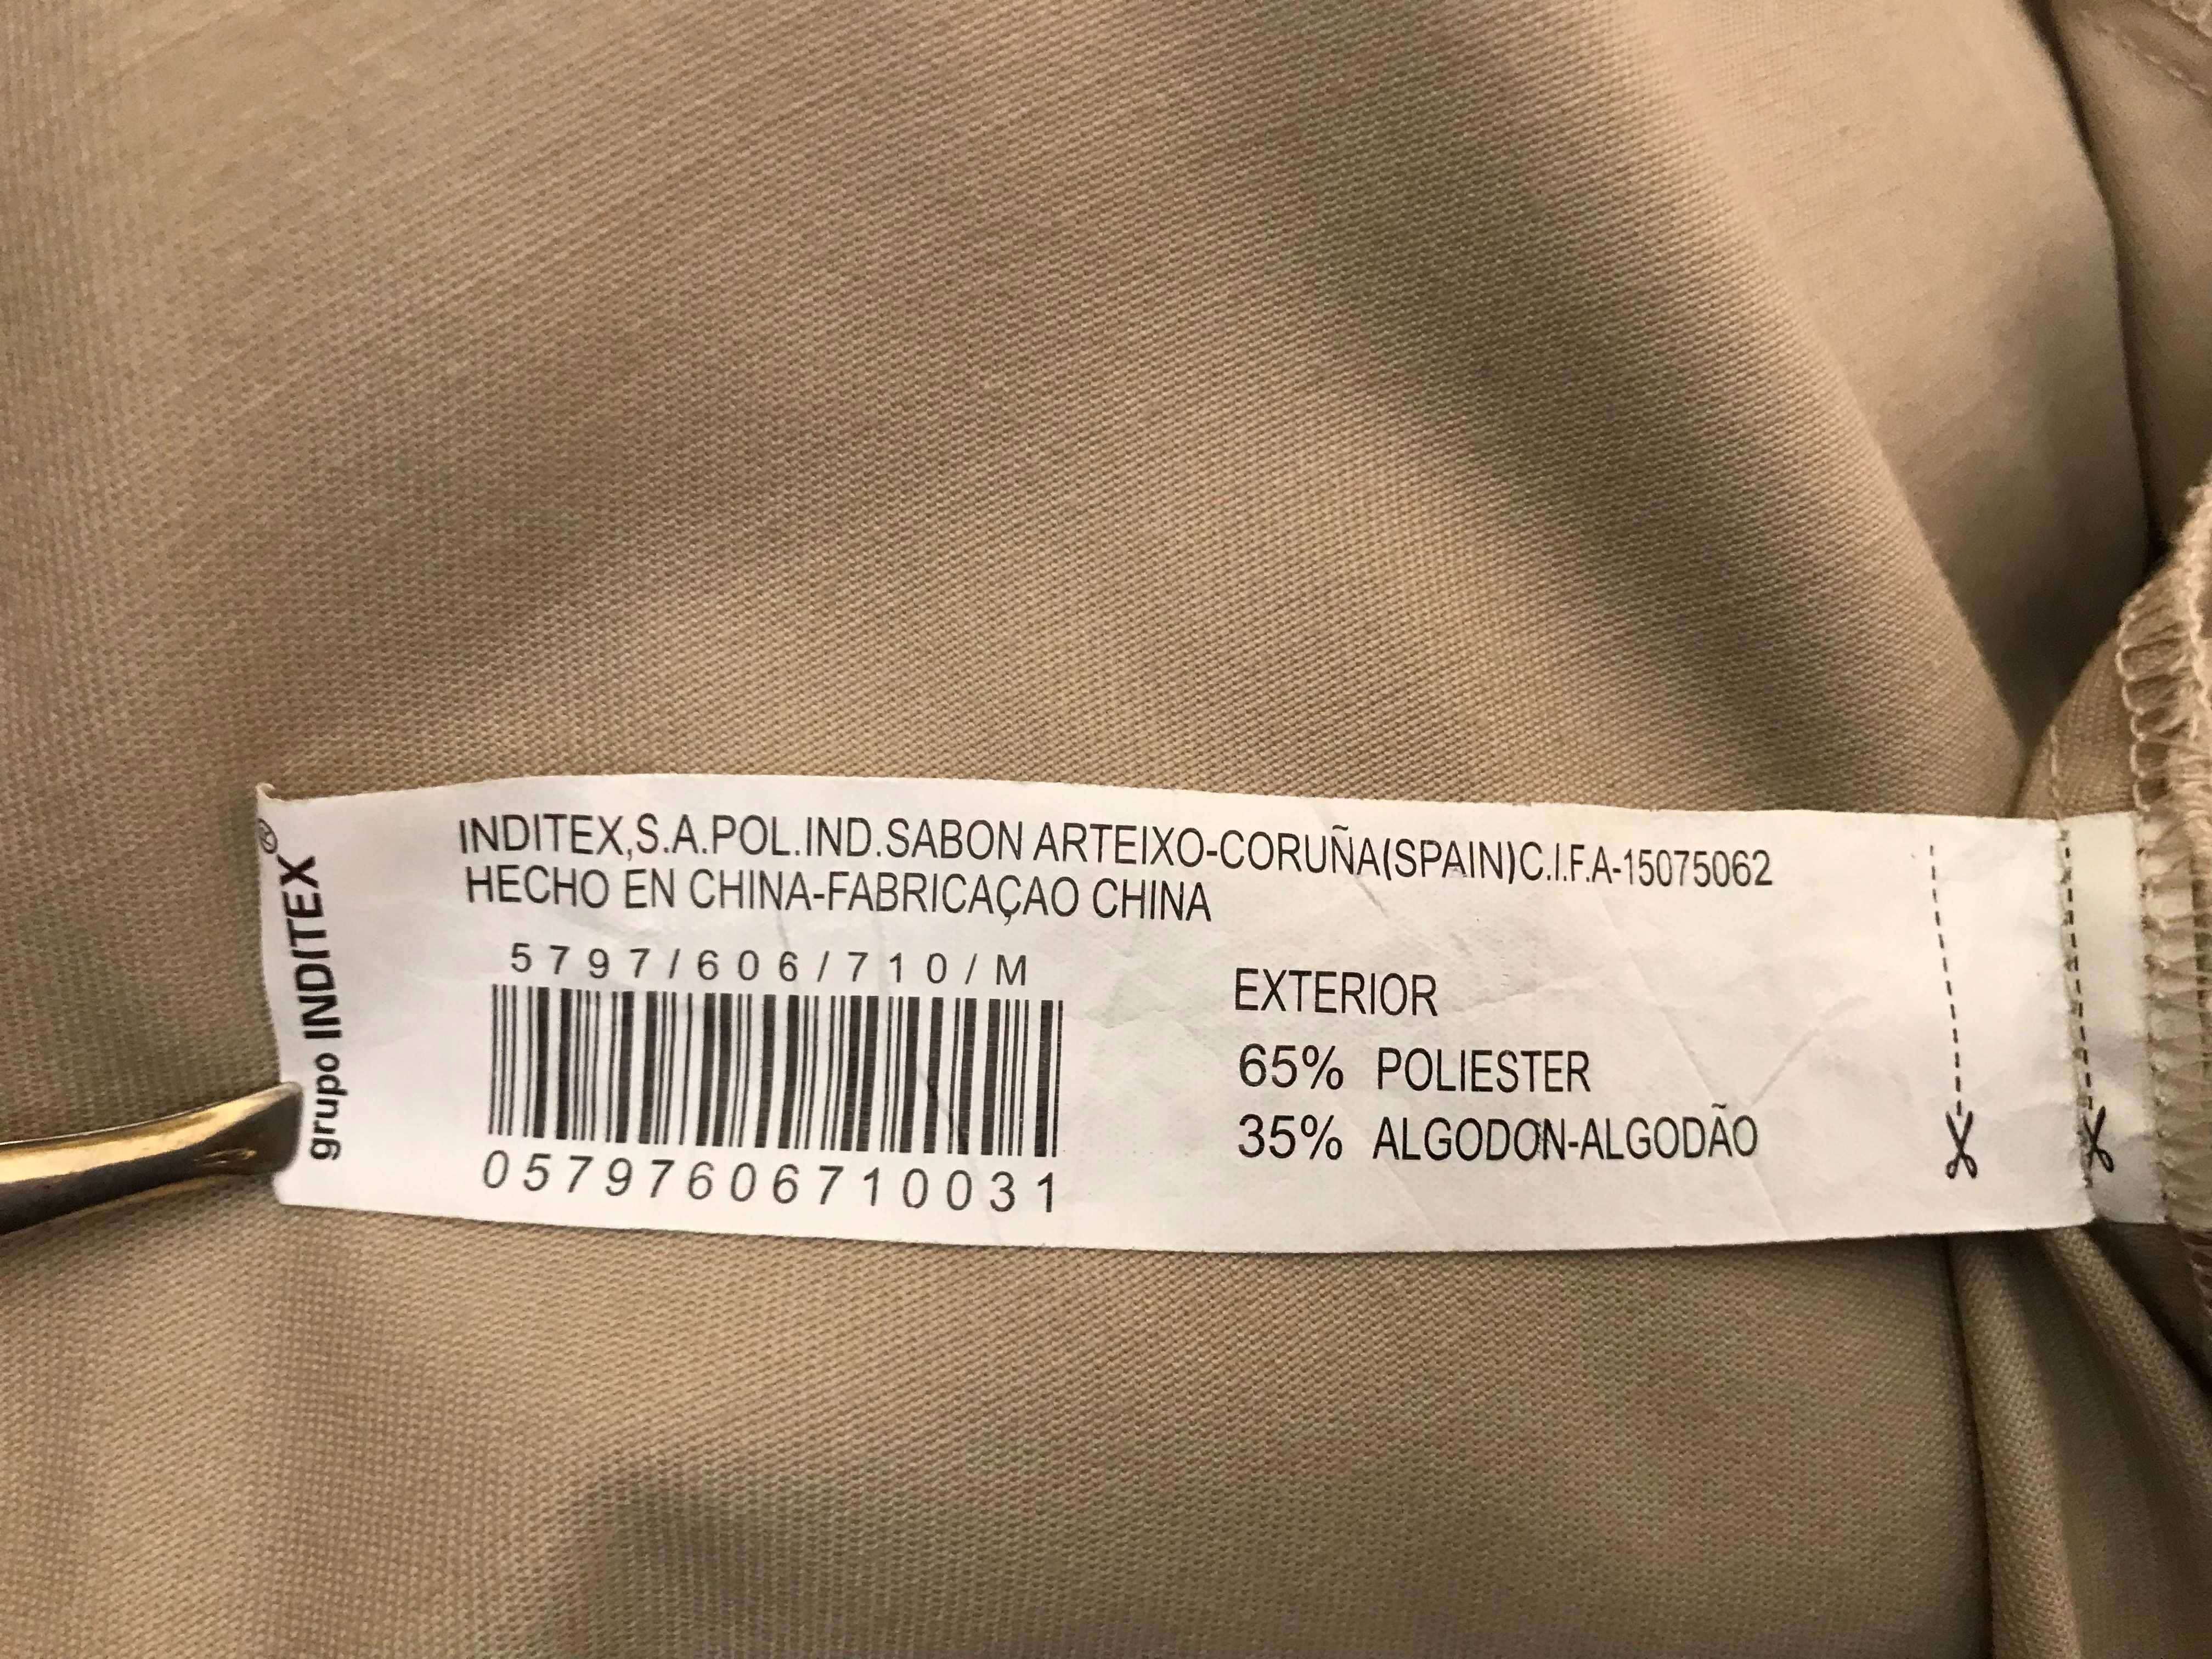 INDITEX,S.A.POL.IND.SABON ARTEIXO-CORUÑA(SPAIN)C.I.F.A-15075062
HECHO EN CHINA-FABRICAÇAO CHINA
5797/606/710/M
05797606710031
EXTERIOR
65% POLIESTER
35% ALGODON-ALGODÃO
grupo INDITEX®